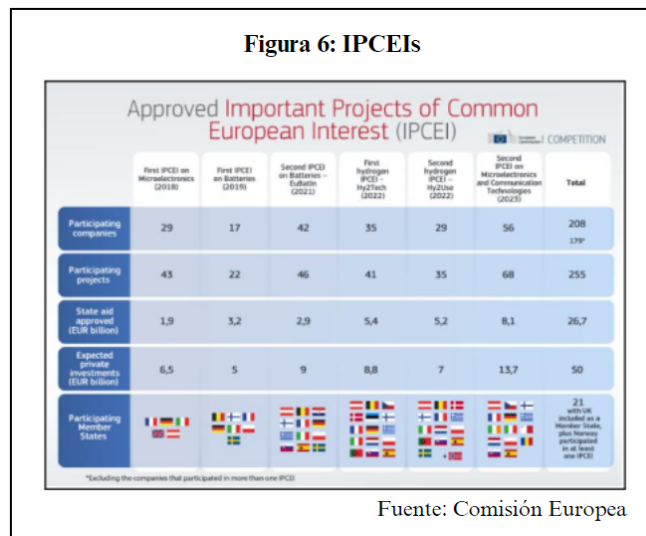 Figura 6: IPCEIs
Approved Important Projects of Common
European Interest (IPCEI)
European
Commission
COMPETITION
First IPCEI on
Microelectronics
(2018)
First IPCEI
on Batteries
(2019)
Second IPCEI
on Batteries –
EuBatIn
(2021)
First
hydrogen
IPCEI -
Hy2Tech
(2022)
Second
hydrogen
IPCEI –
Hy2Use
(2022)
Second
IPCEI on
Microelectronics
and Communication
Technologies
(2023)
Total
Participating
companies
29 17 42 35 29 56 208
179*
Participating
projects
43 22 46 41 35 68 255
State aid
approved
(EUR billion)
1,9 3,2 2,9 5,4 5,2 8,1 26,7
Expected
private
investments
(EUR billion)
6,5 5 9 8,8 7 13,7 50
Participating
Member
States
+
21
with UK
included as a
Member State,
plus Norway
participated
in at least
one IPCEI
*Excluding the companies that participated in more than one IPCEI
Fuente: Comisión Europea